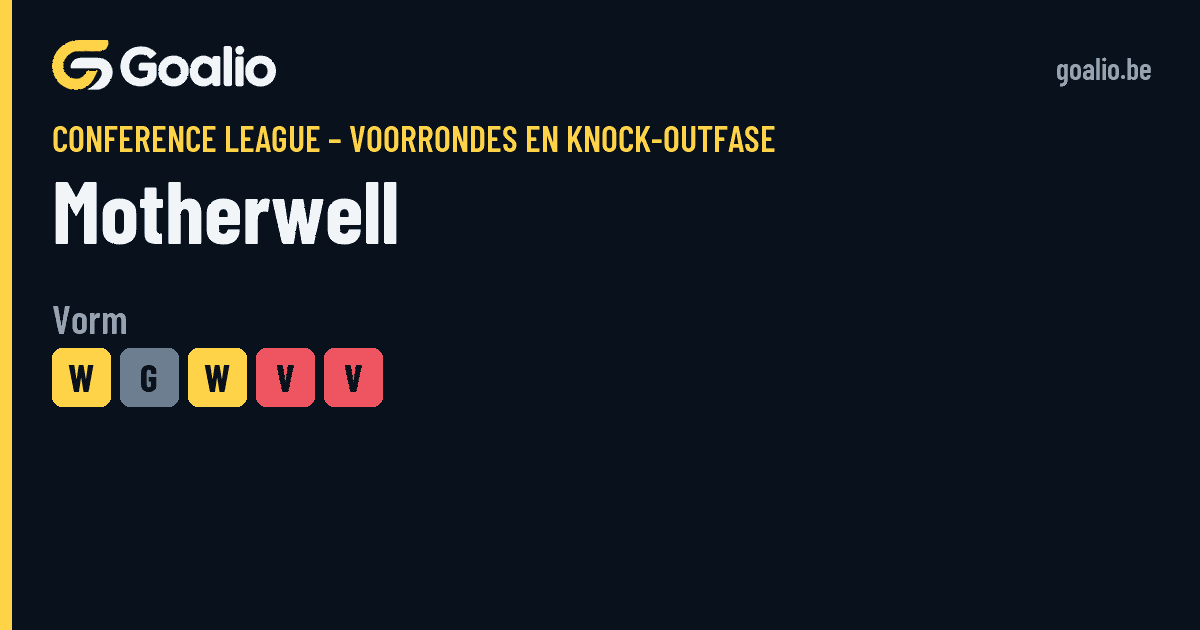 Goalio
goalio.be
CONFERENCE LEAGUE – VOORRONDES EN KNOCK-OUTFASE
Motherwell
Vorm
W G W V V